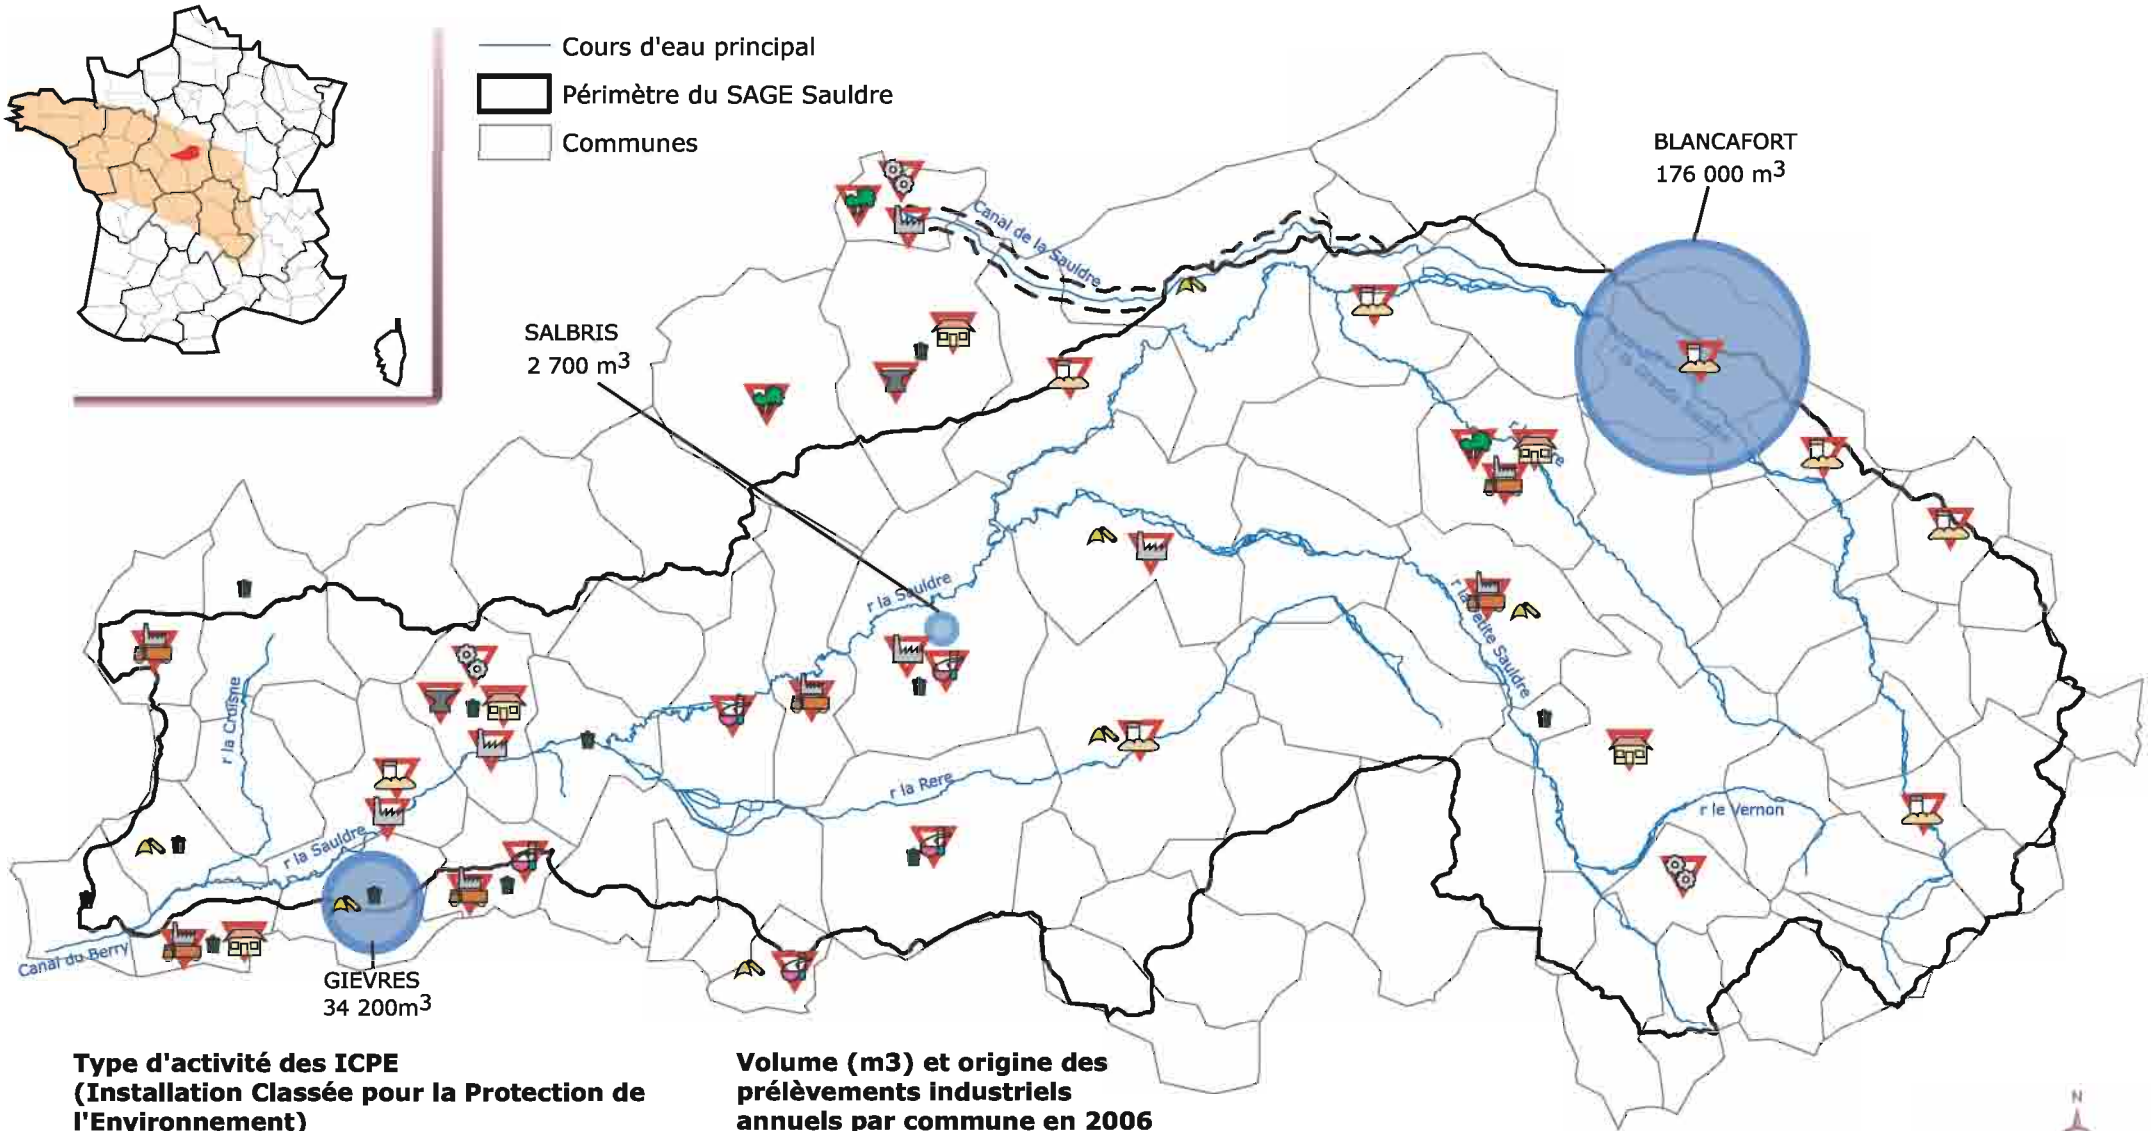 Cours d'eau principal
Périmètre du SAGE Sauldre
Communes
BLANCAFORT
176 000 m3
Canal de la Sauldre
SALBRIS
2 700 m3
r la Sauldre
r la Petite Sauldre
r la Croisne
r la Rere
r le Vernon
r la Sauldre
Canal du Berry
GIEVRES
34 200m3
Type d'activité des ICPE
(Installation Classée pour la Protection de
l'Environnement)
Volume (m3) et origine des
prélèvements industriels
annuels par commune en 2006
N